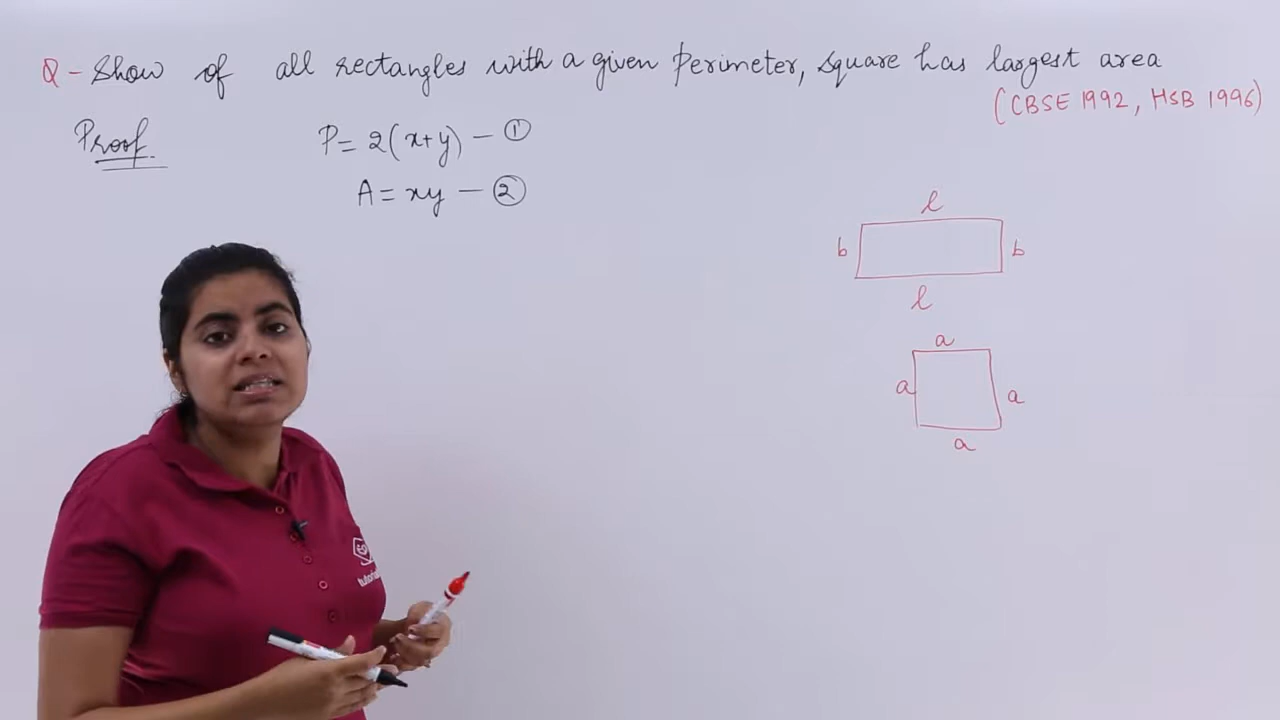 Q - Show of all rectangles with a given perimeter, square has largest area
(CBSE 1992, HSB 1996)
Proof
P = 2(x+y) - ①
A = xy - ②
l
b
b
l
a
a
a
a